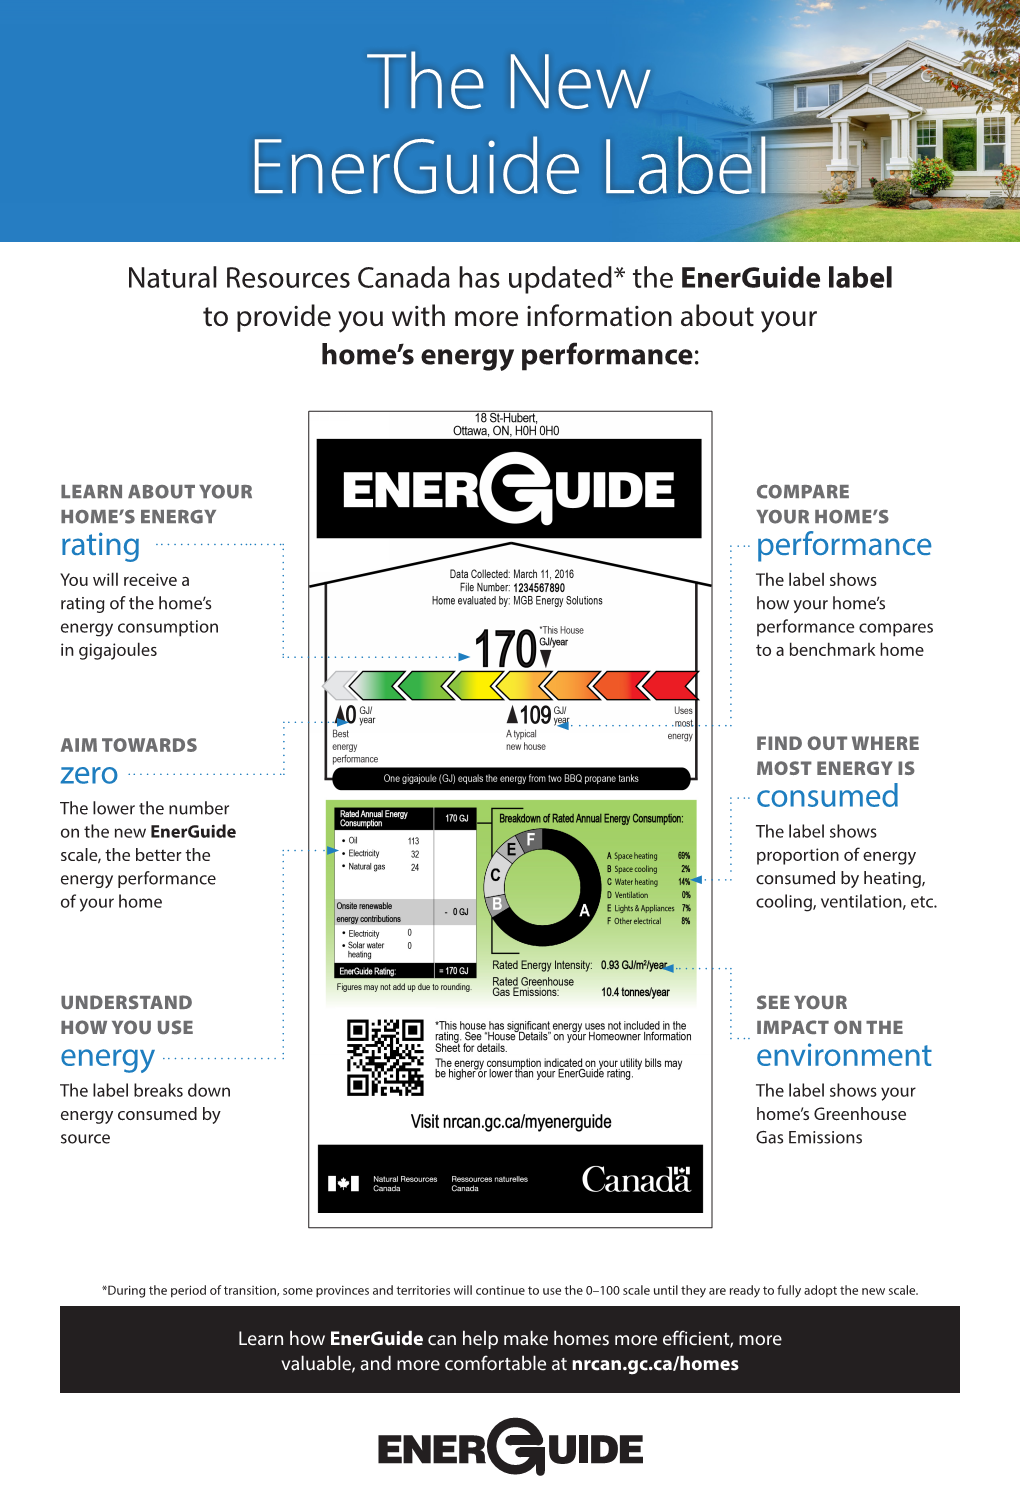 The New
EnerGuide Label
Natural Resources Canada has updated* the EnerGuide label
to provide you with more information about your
home's energy performance:
LEARN ABOUT YOUR
HOME'S ENERGY
rating
You will receive a
rating of the home's
energy consumption
in gigajoules
AIM TOWARDS
zero
The lower the number
on the new EnerGuide
scale, the better the
energy performance
of your home
UNDERSTAND
HOW YOU USE
energy
The label breaks down
energy consumed by
source
18 St-Hubert,
Ottawa, ON, H0H 0H0
ENERGUIDE
Data Collected: March 11, 2016
File Number: 1234567890
Home evaluated by: MGB Energy Solutions
170 *This House
GJ/year
0 GJ/
year
Best
energy
performance
109 GJ/
year
A typical
new house
Uses
most
energy
One gigajoule (GJ) equals the energy from two BBQ propane tanks
Rated Annual Energy
Consumption 170 GJ
• Oil 113
• Electricity 32
• Natural gas 24
Onsite renewable
energy contributions - 0 GJ
• Electricity 0
• Solar water
heating 0
EnerGuide Rating: = 170 GJ
Figures may not add up due to rounding.
Breakdown of Rated Annual Energy Consumption:
F
E
C
B
A
A Space heating 69%
B Space cooling 2%
C Water heating 14%
D Ventilation 0%
E Lights & Appliances 7%
F Other electrical 8%
Rated Energy Intensity: 0.93 GJ/m²/year
Rated Greenhouse
Gas Emissions: 10.4 tonnes/year
*This house has significant energy uses not included in the
rating. See "House Details" on your Homeowner Information
Sheet for details.
The energy consumption indicated on your utility bills may
be higher or lower than your EnerGuide rating.
Visit nrcan.gc.ca/myenerguide
Natural Resources Ressources naturelles
Canada Canada
Canada
COMPARE
YOUR HOME'S
performance
The label shows
how your home's
performance compares
to a benchmark home
FIND OUT WHERE
MOST ENERGY IS
consumed
The label shows
proportion of energy
consumed by heating,
cooling, ventilation, etc.
SEE YOUR
IMPACT ON THE
environment
The label shows your
home's Greenhouse
Gas Emissions
*During the period of transition, some provinces and territories will continue to use the 0–100 scale until they are ready to fully adopt the new scale.
Learn how EnerGuide can help make homes more efficient, more
valuable, and more comfortable at nrcan.gc.ca/homes
ENERGUIDE